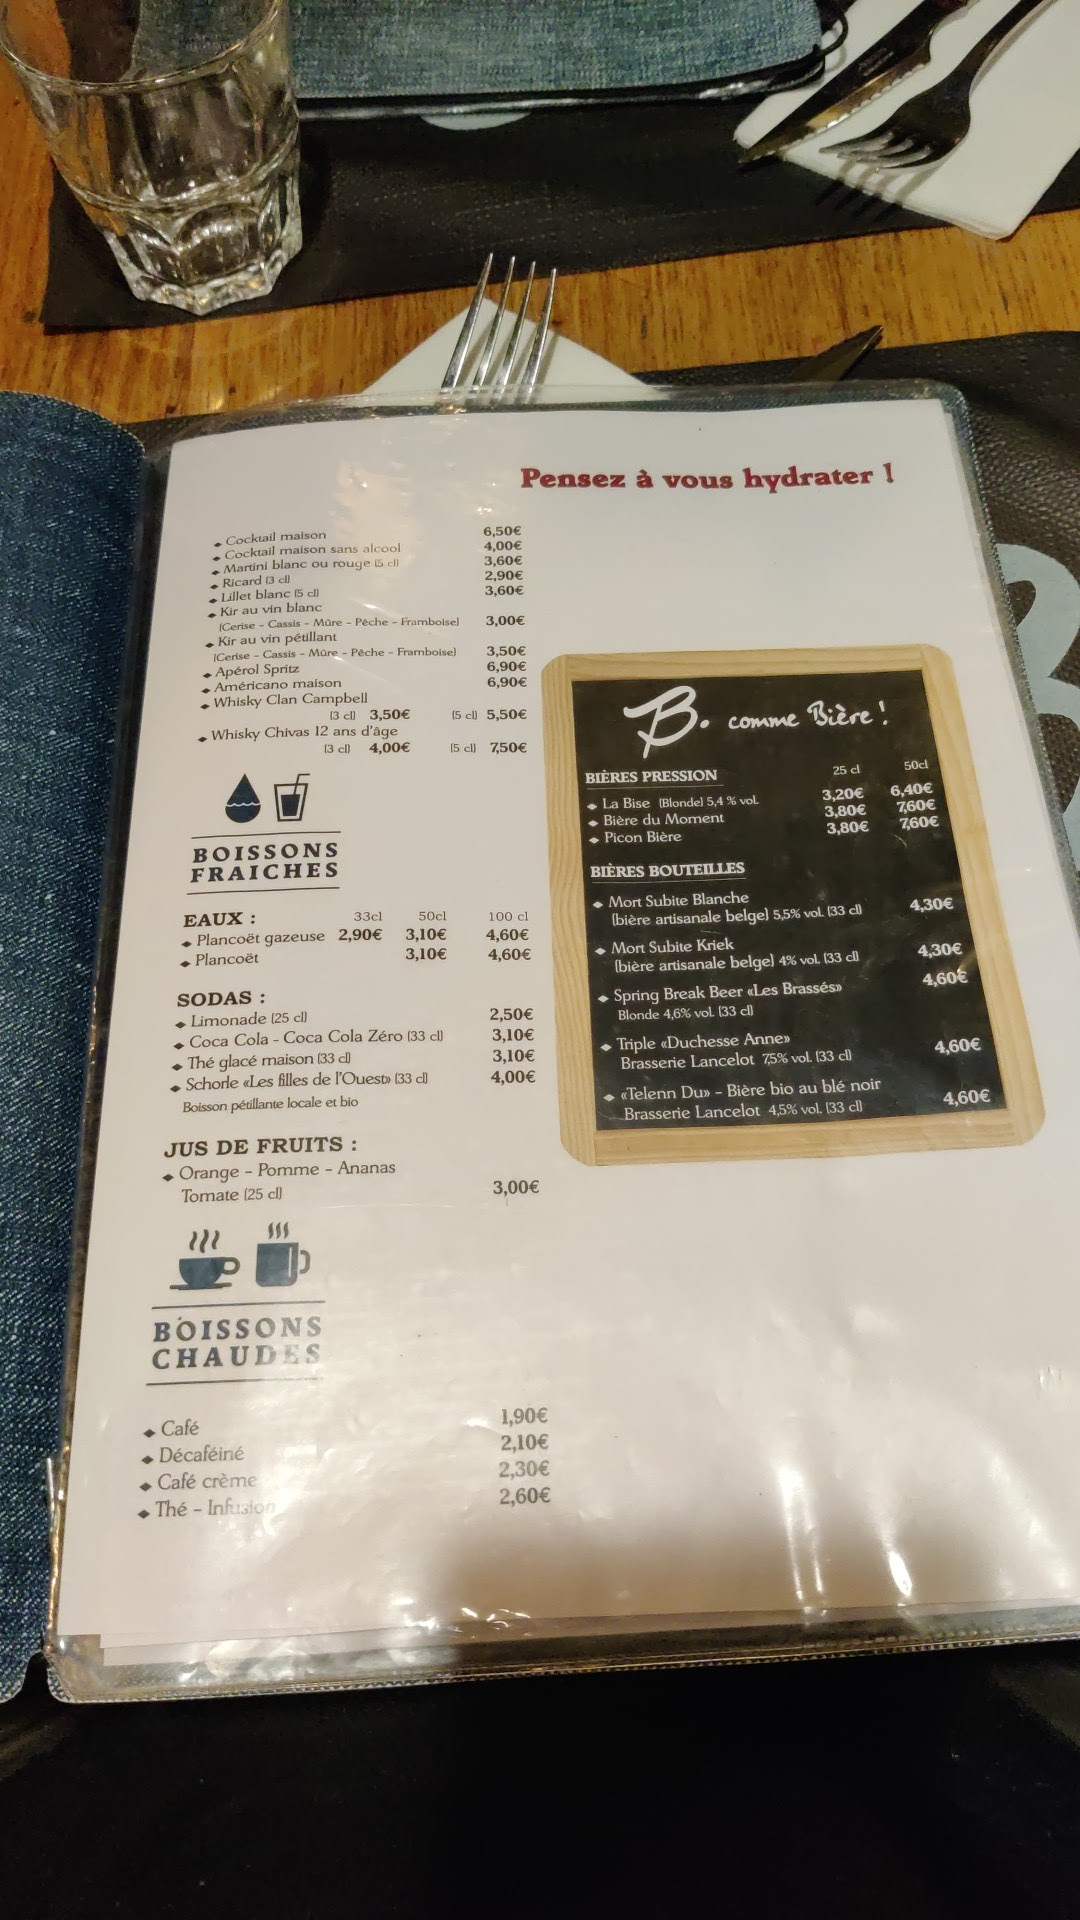 Pensez à vous hydrater !
Cocktail maison 6,50€
Cocktail maison sans alcool 4,00€
Martini blanc ou rouge (5 cl) 3,60€
Ricard (3 cl) 2,90€
Lillet blanc (5 cl) 3,60€
Kir au vin blanc
(Cerise - Cassis - Mûre - Pêche - Framboise) 3,00€
Kir au vin pétillant
(Cerise - Cassis - Mûre - Pêche - Framboise) 3,50€
Apérol Spritz 6,90€
Américano maison 6,90€
Whisky Clan Campbell
(3 cl) 3,50€ (5 cl) 5,50€
Whisky Chivas 12 ans d'âge
(3 cl) 4,00€ (5 cl) 7,50€
BOISSONS
FRAICHES
EAUX : 33cl 50cl 100 cl
Plancoët gazeuse 2,90€ 3,10€ 4,60€
Plancoët 3,10€ 4,60€
SODAS :
Limonade (25 cl) 2,50€
Coca Cola - Coca Cola Zéro (33 cl) 3,10€
Thé glacé maison (33 cl) 3,10€
Schorle «Les filles de l'Ouest» (33 cl) 4,00€
Boisson pétillante locale et bio
JUS DE FRUITS :
Orange - Pomme - Ananas
Tomate (25 cl) 3,00€
BOISSONS
CHAUDES
Café 1,90€
Décaféiné 2,10€
Café crème 2,30€
Thé - Infusion 2,60€
B. comme Bière !
BIÈRES PRESSION 25 cl 50cl
La Bise (Blonde) 5,4 % vol. 3,20€ 6,40€
Bière du Moment 3,80€ 7,60€
Picon Bière 3,80€ 7,60€
BIÈRES BOUTEILLES
Mort Subite Blanche
(bière artisanale belge) 5,5% vol. (33 cl) 4,30€
Mort Subite Kriek
(bière artisanale belge) 4% vol. (33 cl) 4,30€
Spring Break Beer «Les Brassés» 4,60€
Blonde 4,6% vol. (33 cl)
Triple «Duchesse Anne»
Brasserie Lancelot 7,5% vol. (33 cl) 4,60€
«Telenn Du» - Bière bio au blé noir
Brasserie Lancelot 4,5% vol. (33 cl) 4,60€